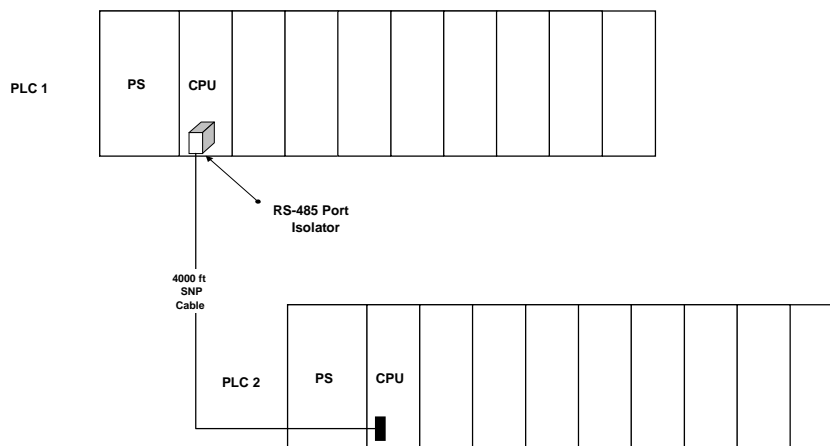 PLC 1
PS
CPU
RS-485 Port
Isolator
4000 ft
SNP
Cable
PLC 2
PS
CPU